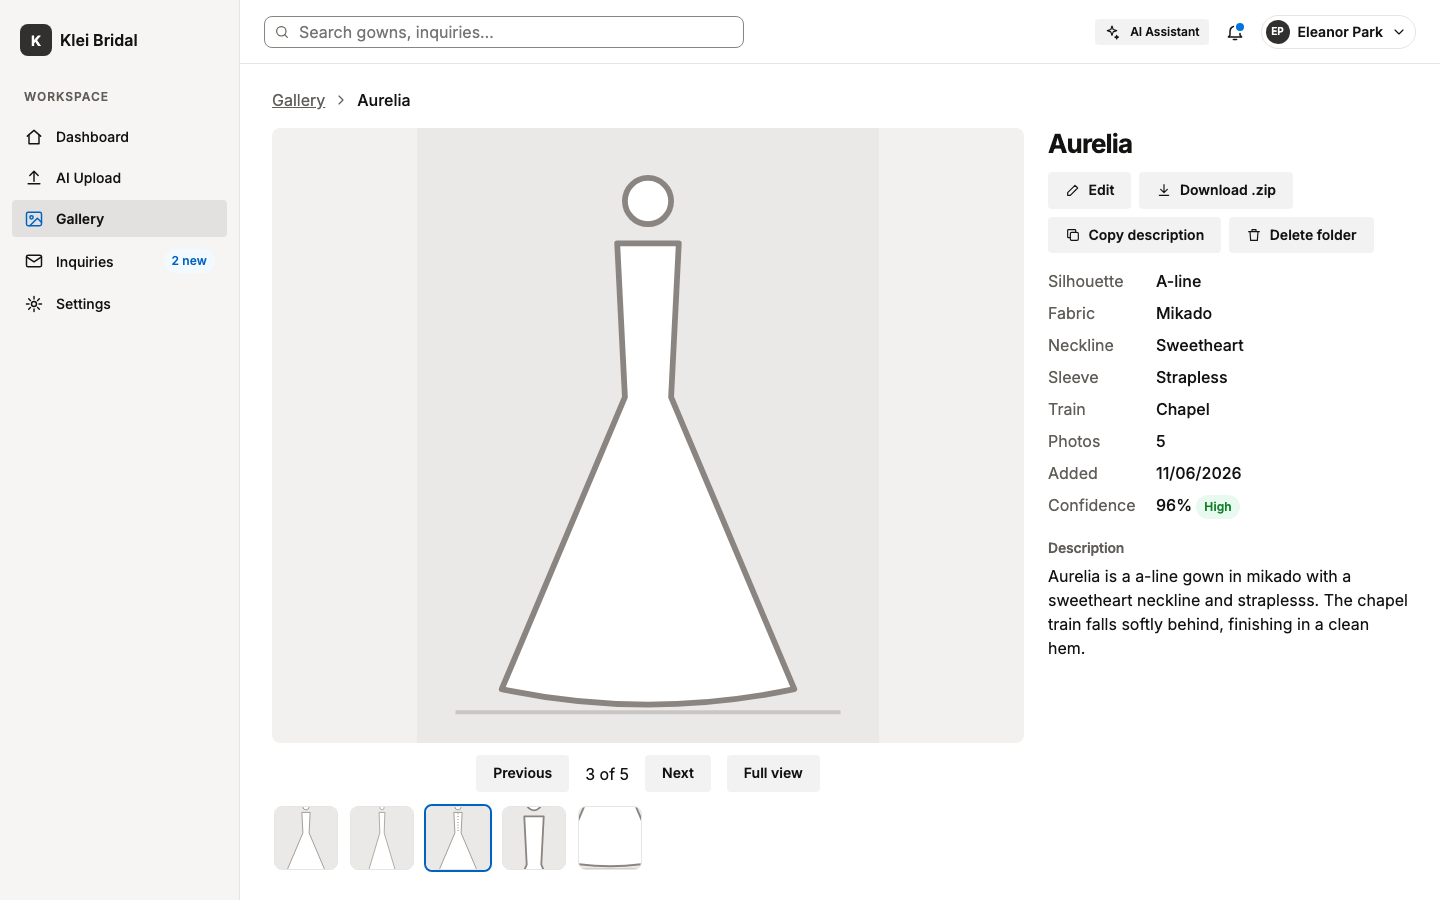 K Klei Bridal
Search gowns, inquiries...
AI Assistant
EP Eleanor Park
WORKSPACE
Dashboard
AI Upload
Gallery
Inquiries 2 new
Settings
Gallery > Aurelia
Aurelia
Edit Download .zip
Copy description Delete folder
Silhouette A-line
Fabric Mikado
Neckline Sweetheart
Sleeve Strapless
Train Chapel
Photos 5
Added 11/06/2026
Confidence 96% High
Description
Aurelia is a a-line gown in mikado with a
sweetheart neckline and straplesss. The chapel
train falls softly behind, finishing in a clean
hem.
Previous 3 of 5 Next Full view